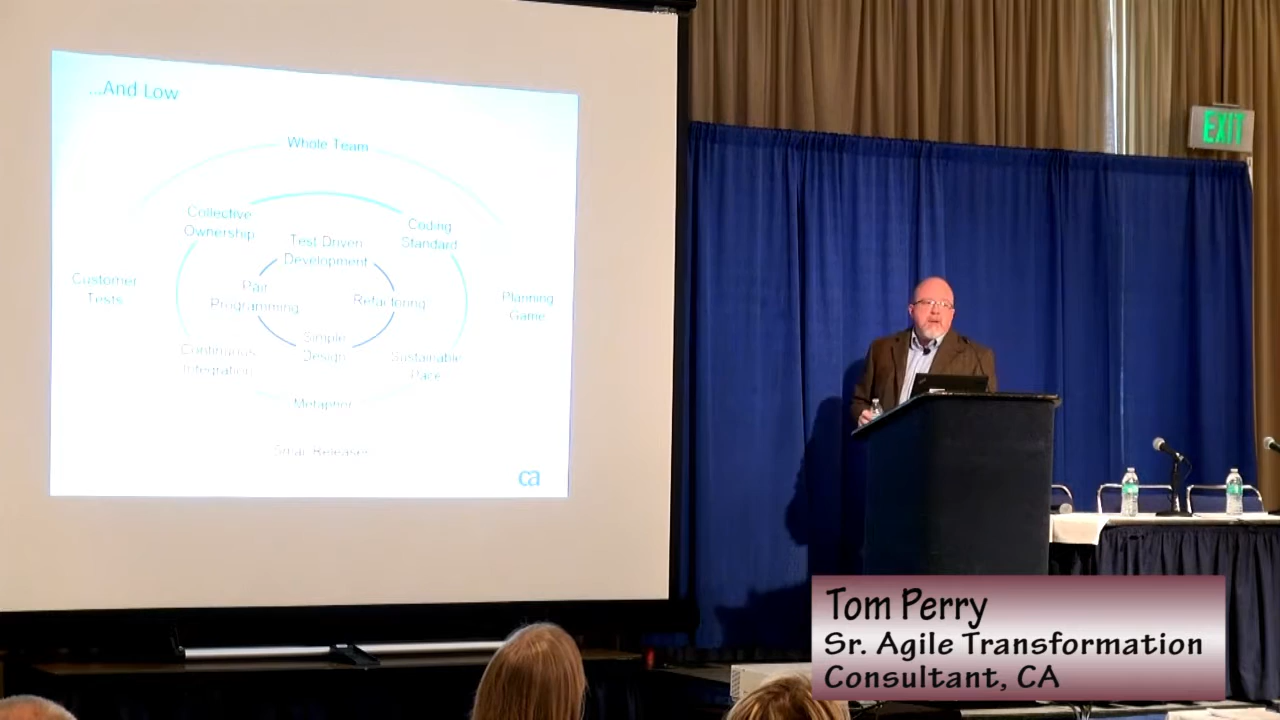 ...And Low
Whole Team
Collective
Ownership
Coding
Standard
Test Driven
Development
Customer
Tests
Pair
Programming
Refactoring
Planning
Game
Simple
Design
Continuous
Integration
Sustainable
Pace
Metaphor
Small Releases
ca
EXIT
Tom Perry
Sr. Agile Transformation
Consultant, CA